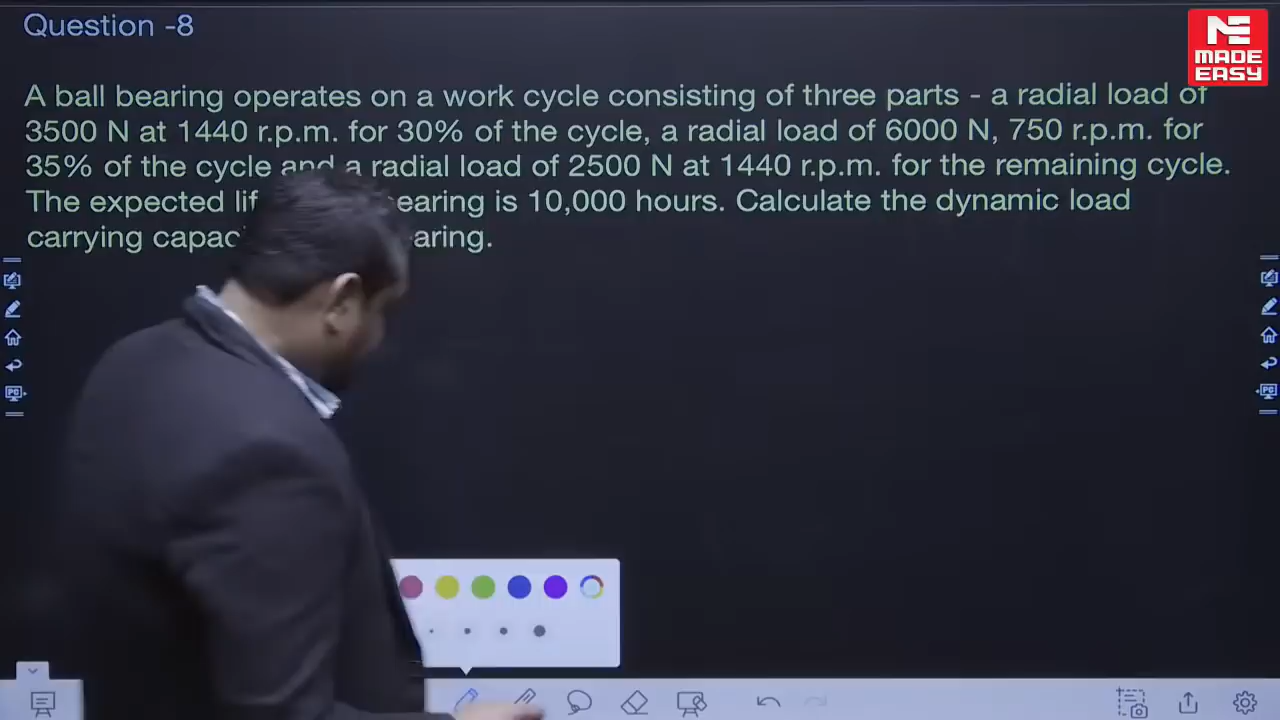 Question -8
MADE
EASY
A ball bearing operates on a work cycle consisting of three parts - a radial load of
3500 N at 1440 r.p.m. for 30% of the cycle, a radial load of 6000 N, 750 r.p.m. for
35% of the cycle and a radial load of 2500 N at 1440 r.p.m. for the remaining cycle.
The expected earing is 10,000 hours. Calculate the dynamic load
carrying earing.
PC
PC